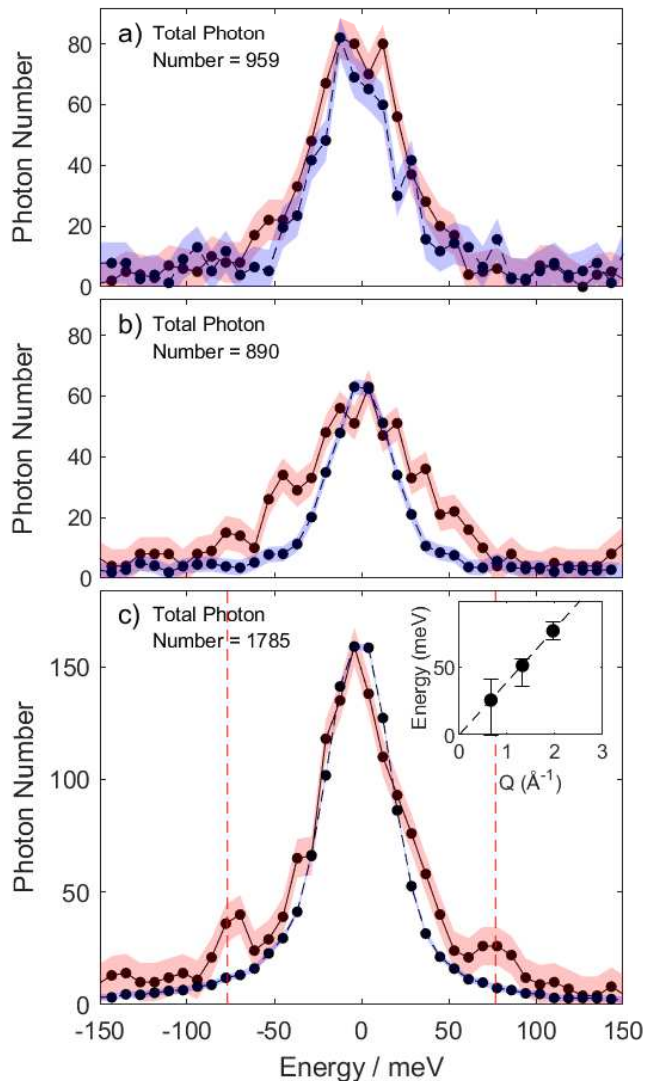 a) Total Photon
Number = 959
80
60
40
20
0
Photon Number
b) Total Photon
Number = 890
80
60
40
20
0
Photon Number
c) Total Photon
Number = 1785
150
100
50
0
Photon Number
Energy (meV)
50
0
0 1 2 3
Q (Å⁻¹)
-150 -100 -50 0 50 100 150
Energy / meV